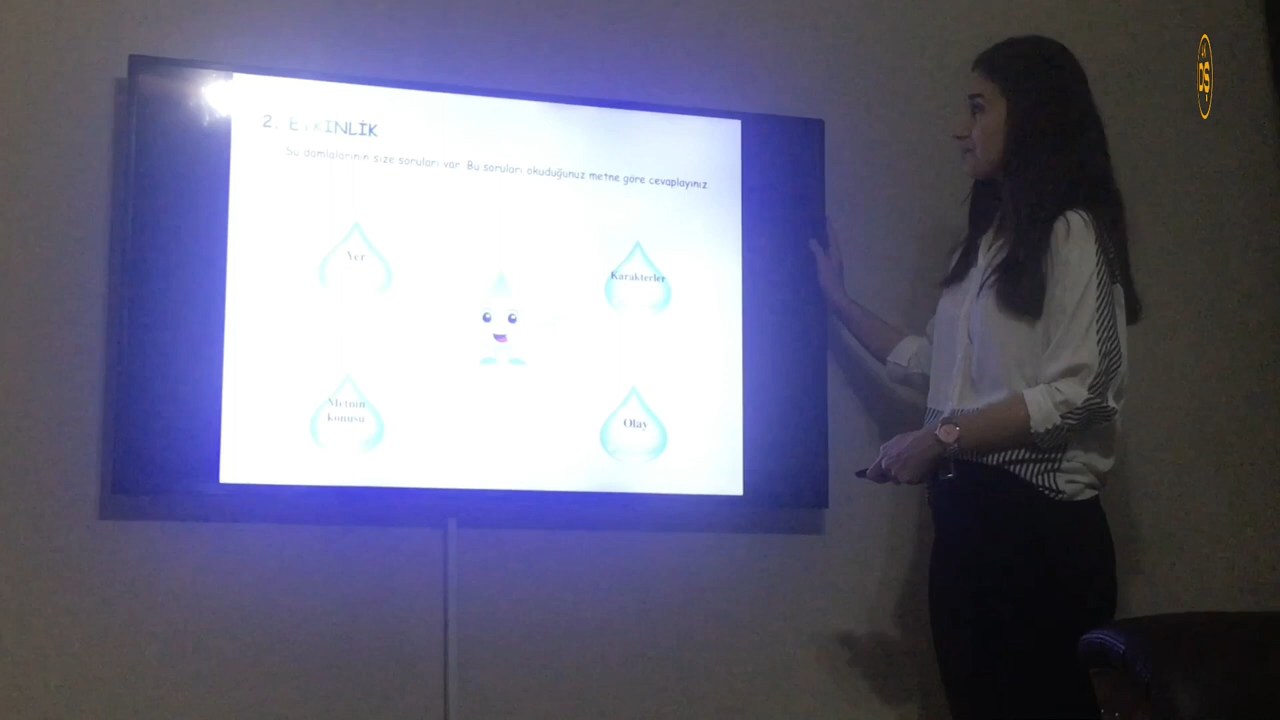 2. ETKİNLİK
Su damlalarının size soruları var. Bu soruları okuduğunuz metne göre cevaplayınız.
Yer
Karakterler
Metnin
konusu
Olay
DŞ